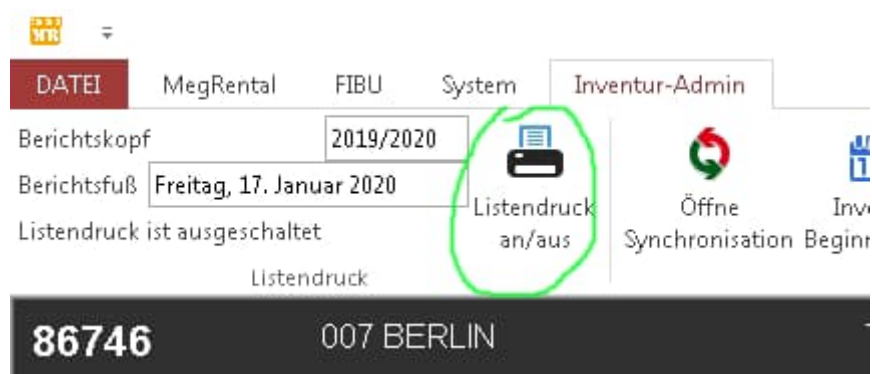 MR
DATEI MegRental FIBU System Inventur-Admin
Berichtskopf 2019/2020
Berichtsfuß Freitag, 17. Januar 2020
Listendruck ist ausgeschaltet
Listendruck
an/aus
Öffne
Synchronisation
Listendruck
86746 007 BERLIN